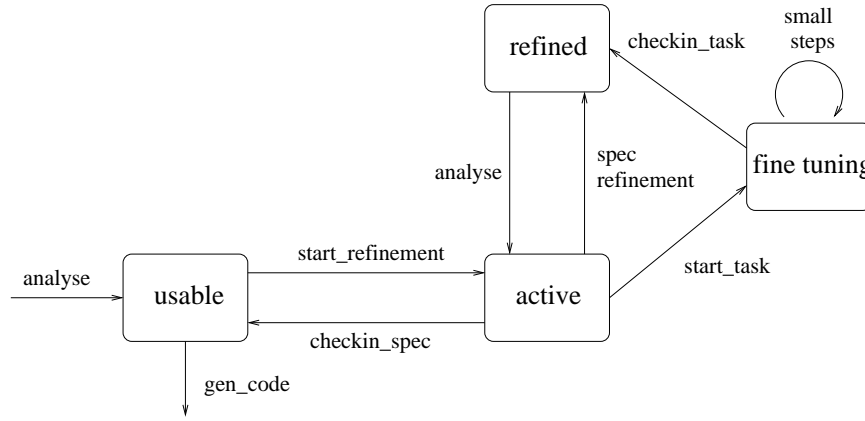 small
steps
refined
checkin_task
fine tuning
analyse
spec
refinement
start_refinement
start_task
analyse
usable
active
checkin_spec
gen_code